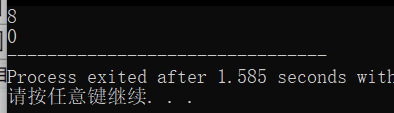 8
0
--------------------------------
Process exited after 1.585 seconds with
请按任意键继续. . .